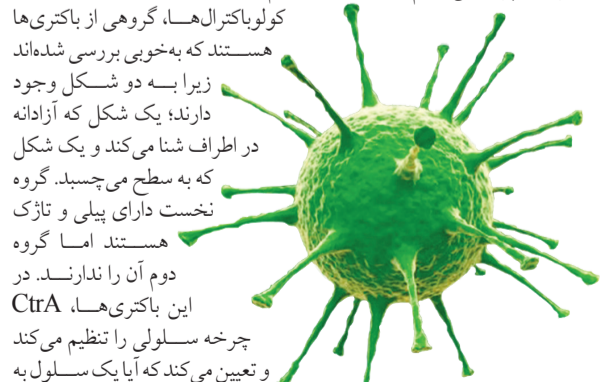 کولوباکترال‌ها، گروهی از باکتری‌ها
هستند که به‌خوبی بررسی شده‌اند
زیرا به دو شکل وجود
دارند؛ یک شکل که آزادانه
در اطراف شنا می‌کند و یک شکل
که به سطح می‌چسبد. گروه
نخست دارای پیلی و تاژک
هستند اما گروه
دوم آن را ندارند. در
این باکتری‌ها، CtrA
چرخه سلولی را تنظیم می‌کند
و تعیین می‌کند که آیا یک سلول به